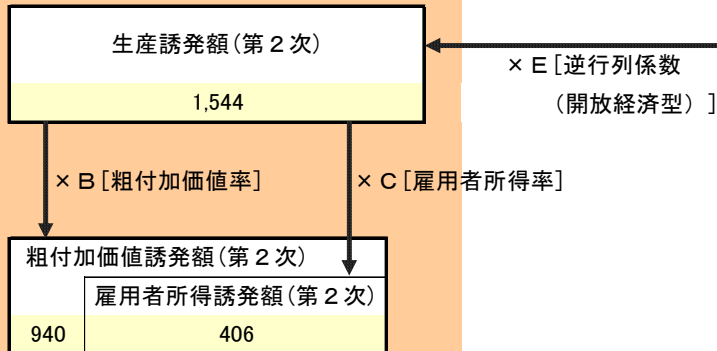 生産誘発額(第２次)
1,544
× Ｅ[逆行列係数
（開放経済型）]
× Ｂ[粗付加価値率]
× Ｃ[雇用者所得率]
粗付加価値誘発額(第２次)
雇用者所得誘発額(第２次)
940
406